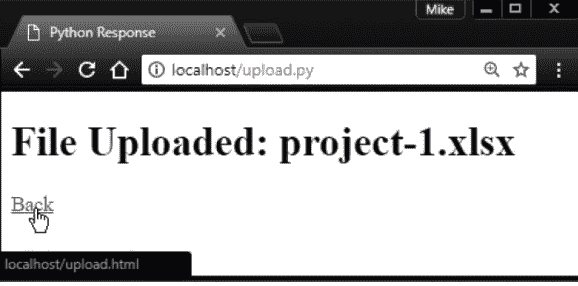 Mike
Python Response
localhost/upload.py
File Uploaded: project-1.xlsx
Back
localhost/upload.html